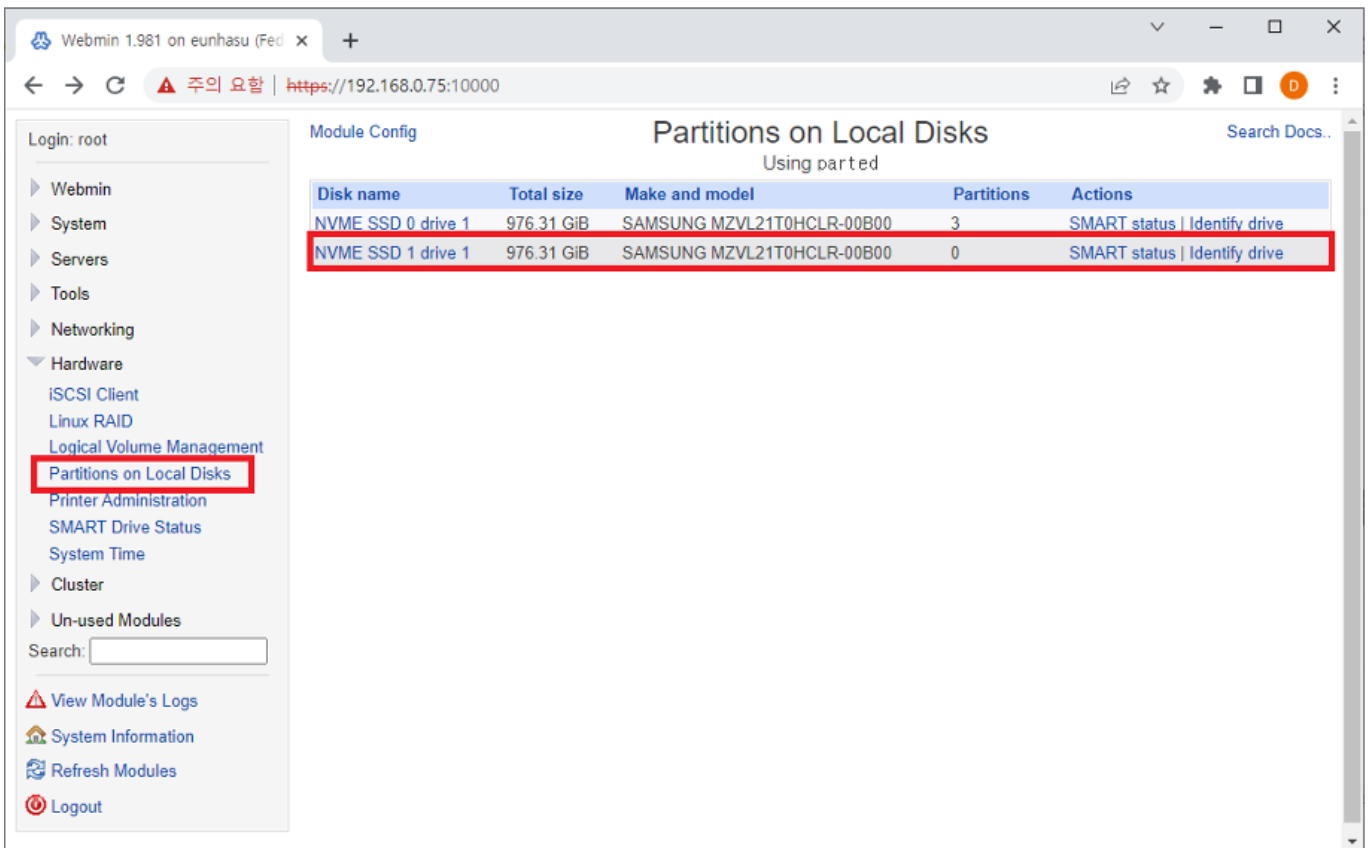 Webmin 1.981 on eunhasu (Fed
주의 요함 https://192.168.0.75:10000
D
Login: root
Webmin
System
Servers
Tools
Networking
Hardware
iSCSI Client
Linux RAID
Logical Volume Management
Partitions on Local Disks
Printer Administration
SMART Drive Status
System Time
Cluster
Un-used Modules
Search:
View Module's Logs
System Information
Refresh Modules
Logout
Module Config
Partitions on Local Disks
Search Docs..
Using parted
Disk name Total size Make and model Partitions Actions
NVME SSD 0 drive 1 976.31 GiB SAMSUNG MZVL21T0HCLR-00B00 3 SMART status | Identify drive
NVME SSD 1 drive 1 976.31 GiB SAMSUNG MZVL21T0HCLR-00B00 0 SMART status | Identify drive